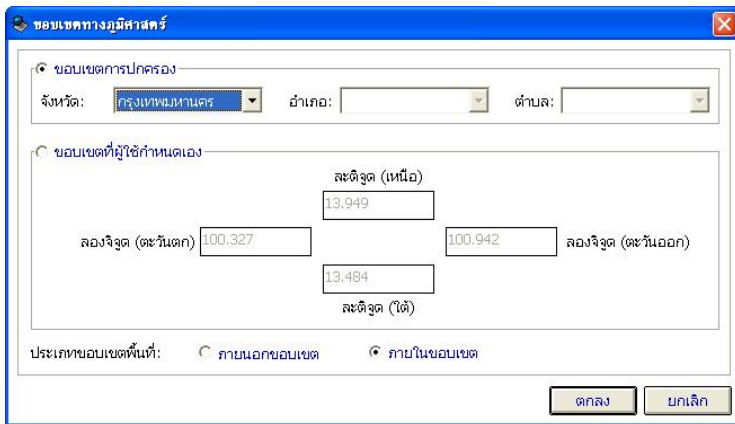 ขอบเขตทางภูมิศาสตร์
ขอบเขตการปกครอง
จังหวัด: กรุงเทพมหานคร อำเภอ: ตำบล:
ขอบเขตที่ผู้ใช้กำหนดเอง
ละติจูด (เหนือ)
13.949
ลองจิจูด (ตะวันตก) 100.327 100.942 ลองจิจูด (ตะวันออก)
13.484
ละติจูด (ใต้)
ประเภทขอบเขตพื้นที่: ภายนอกขอบเขต ภายในขอบเขต
ตกลง ยกเลิก